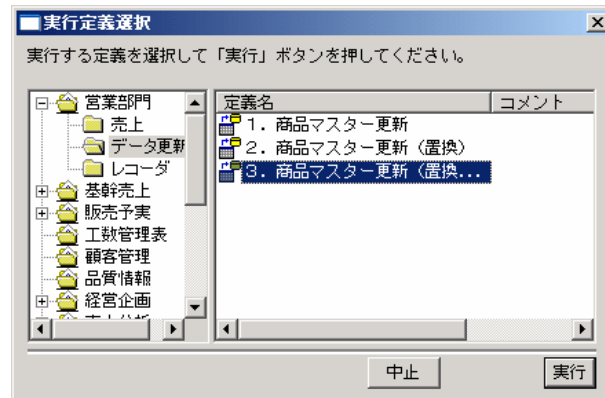 実行定義選択
実行する定義を選択して「実行」ボタンを押してください。
営業部門
売上
データ更新
レコーダ
基幹売上
販売予実
工数管理表
顧客管理
品質情報
経営企画
定義名 コメント
1. 商品マスター更新
2. 商品マスター更新（置換）
3. 商品マスター更新（置換...
中止
実行